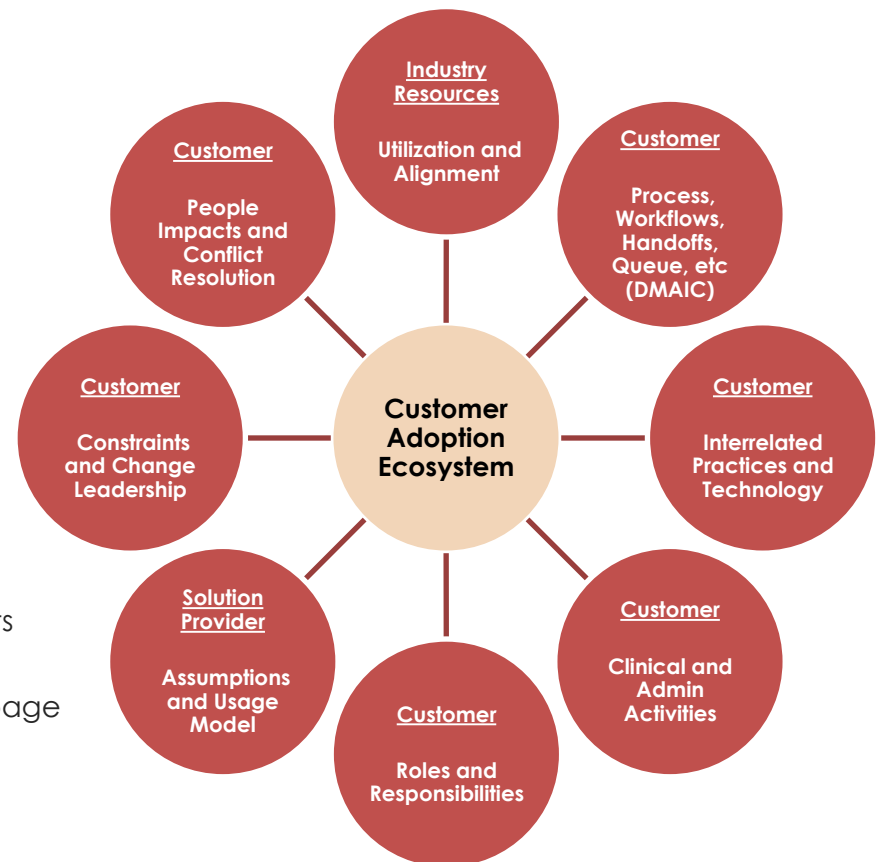 Industry
Resources
Utilization and
Alignment
Customer
Process,
Workflows,
Handoffs,
Queue, etc
(DMAIC)
Customer
Interrelated
Practices and
Technology
Customer
Clinical and
Admin
Activities
Customer
Roles and
Responsibilities
Solution
Provider
Assumptions
and Usage
Model
Customer
Constraints
and Change
Leadership
Customer
People
Impacts and
Conflict
Resolution
Customer
Adoption
Ecosystem